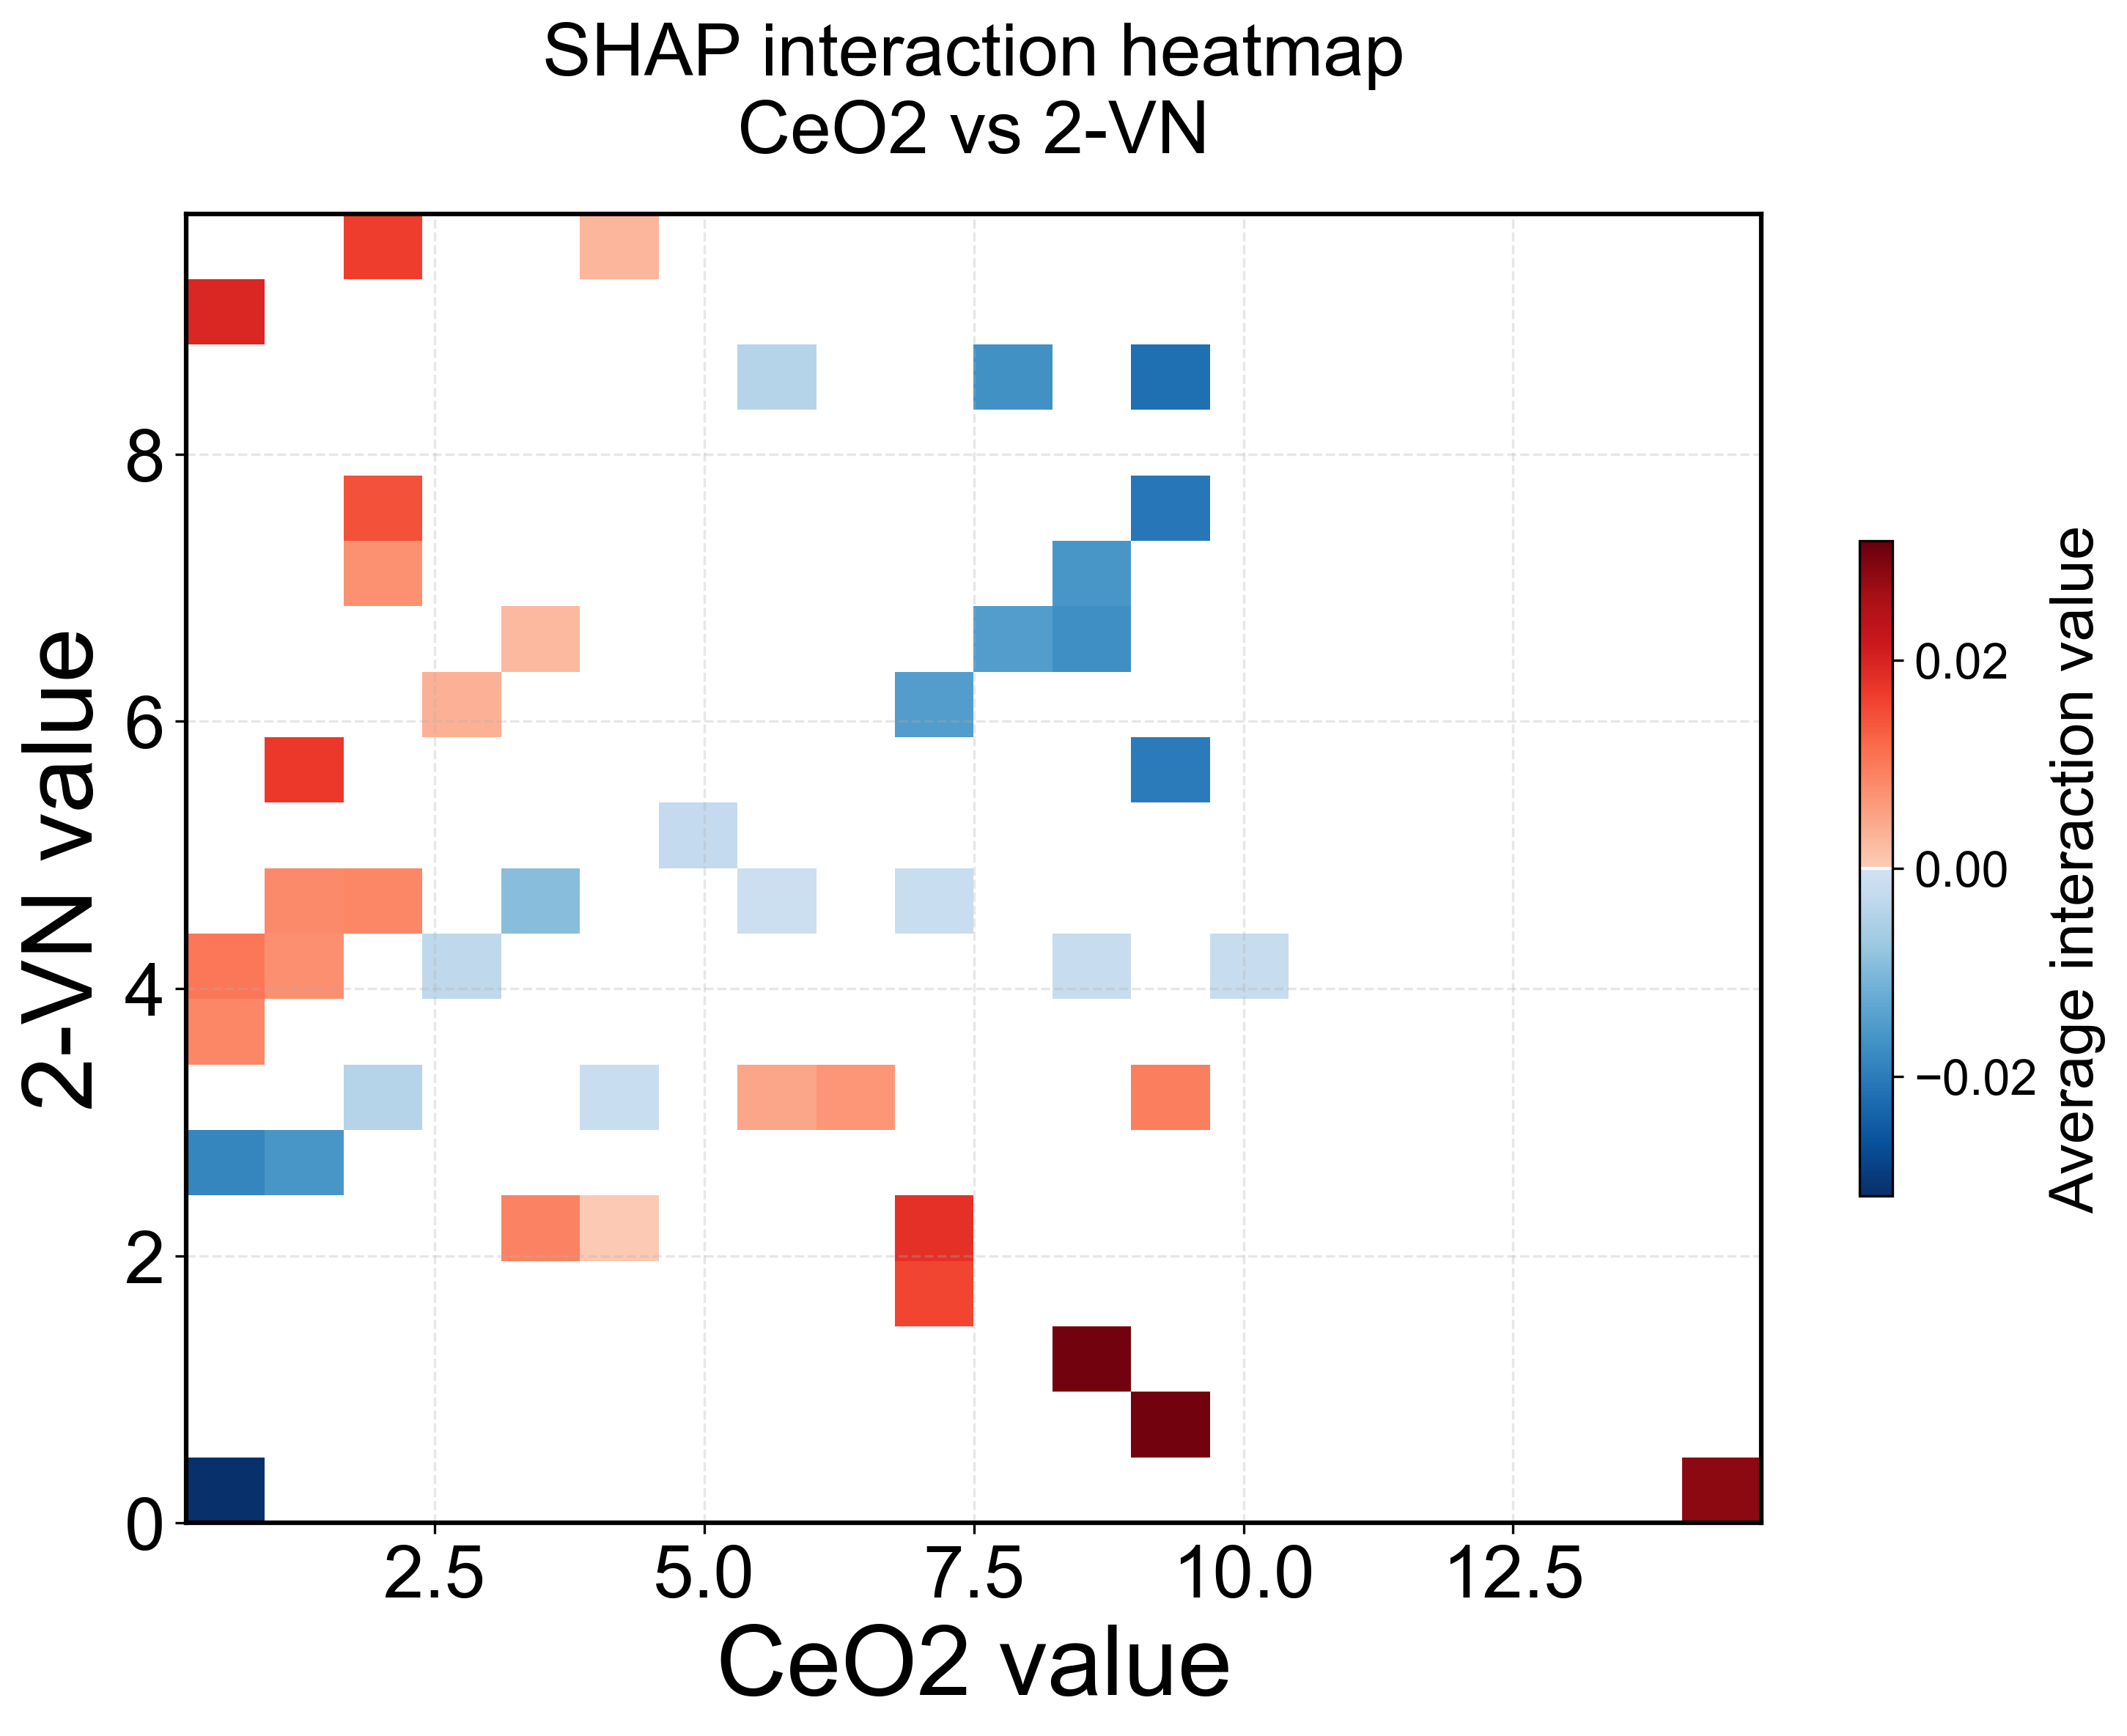 SHAP interaction heatmap
CeO2 vs 2-VN
2-VN value
8
6
4
2
0
2.5
5.0
7.5
10.0
12.5
CeO2 value
0.02
0.00
−0.02
Average interaction value